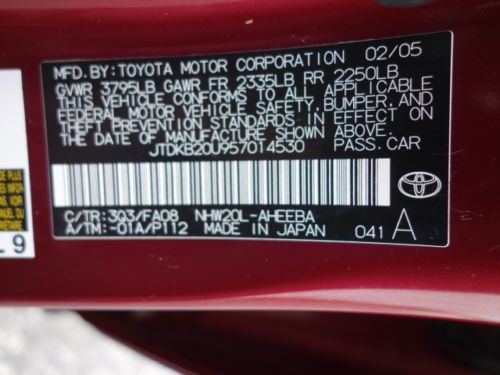 MFD. BY: TOYOTA MOTOR CORPORATION 02/05
GVWR 3795LB GAWR FR 2335LB RR 2250LB
THIS VEHICLE CONFORMS TO ALL APPLICABLE
FEDERAL MOTOR VEHICLE SAFETY, BUMPER, AND
THEFT PREVENTION STANDARDS IN EFFECT ON
THE DATE OF MANUFACTURE SHOWN ABOVE.
JTDKB20U957014530 PASS. CAR
C/TR: 3Q3/FA08 NHW20L-AHEEBA
A/TM: -01A/P112 MADE IN JAPAN 041 A
L9